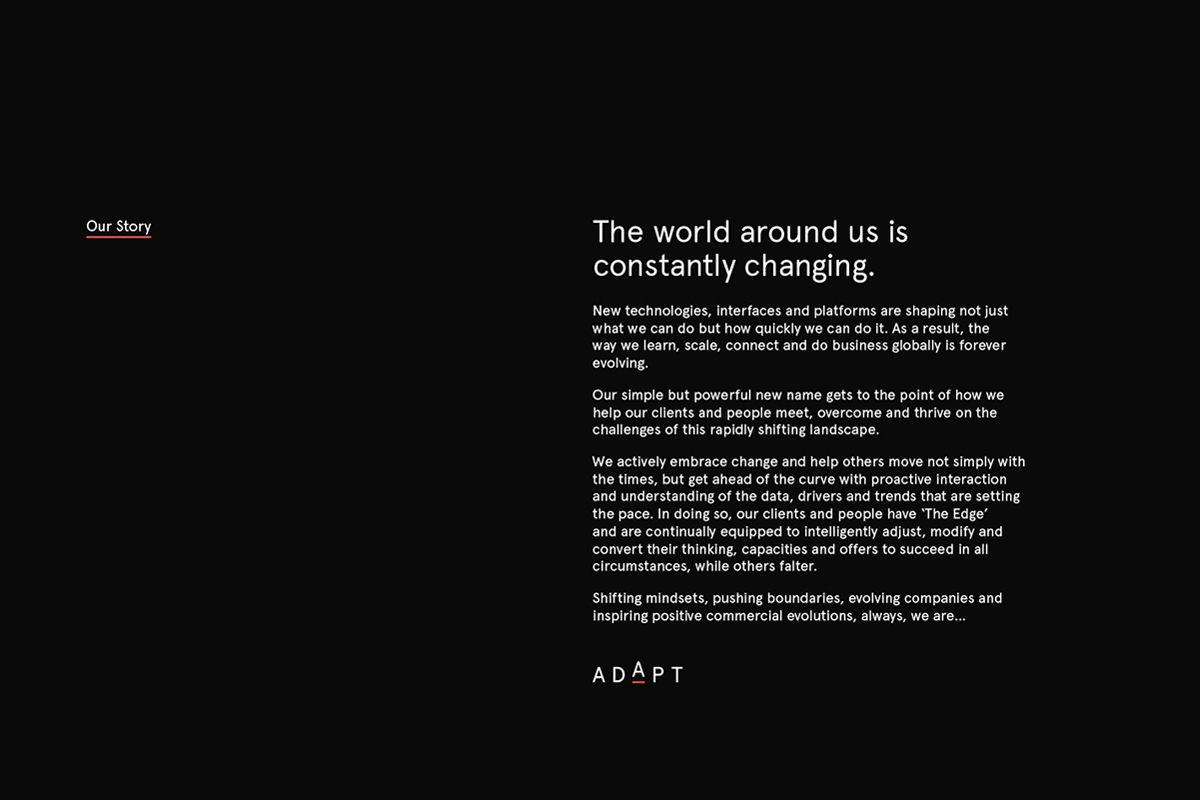 Our Story
The world around us is
constantly changing.
New technologies, interfaces and platforms are shaping not just
what we can do but how quickly we can do it. As a result, the
way we learn, scale, connect and do business globally is forever
evolving.
Our simple but powerful new name gets to the point of how we
help our clients and people meet, overcome and thrive on the
challenges of this rapidly shifting landscape.
We actively embrace change and help others move not simply with
the times, but get ahead of the curve with proactive interaction
and understanding of the data, drivers and trends that are setting
the pace. In doing so, our clients and people have ‘The Edge’
and are continually equipped to intelligently adjust, modify and
convert their thinking, capacities and offers to succeed in all
circumstances, while others falter.
Shifting mindsets, pushing boundaries, evolving companies and
inspiring positive commercial evolutions, always, we are...
ADAPT